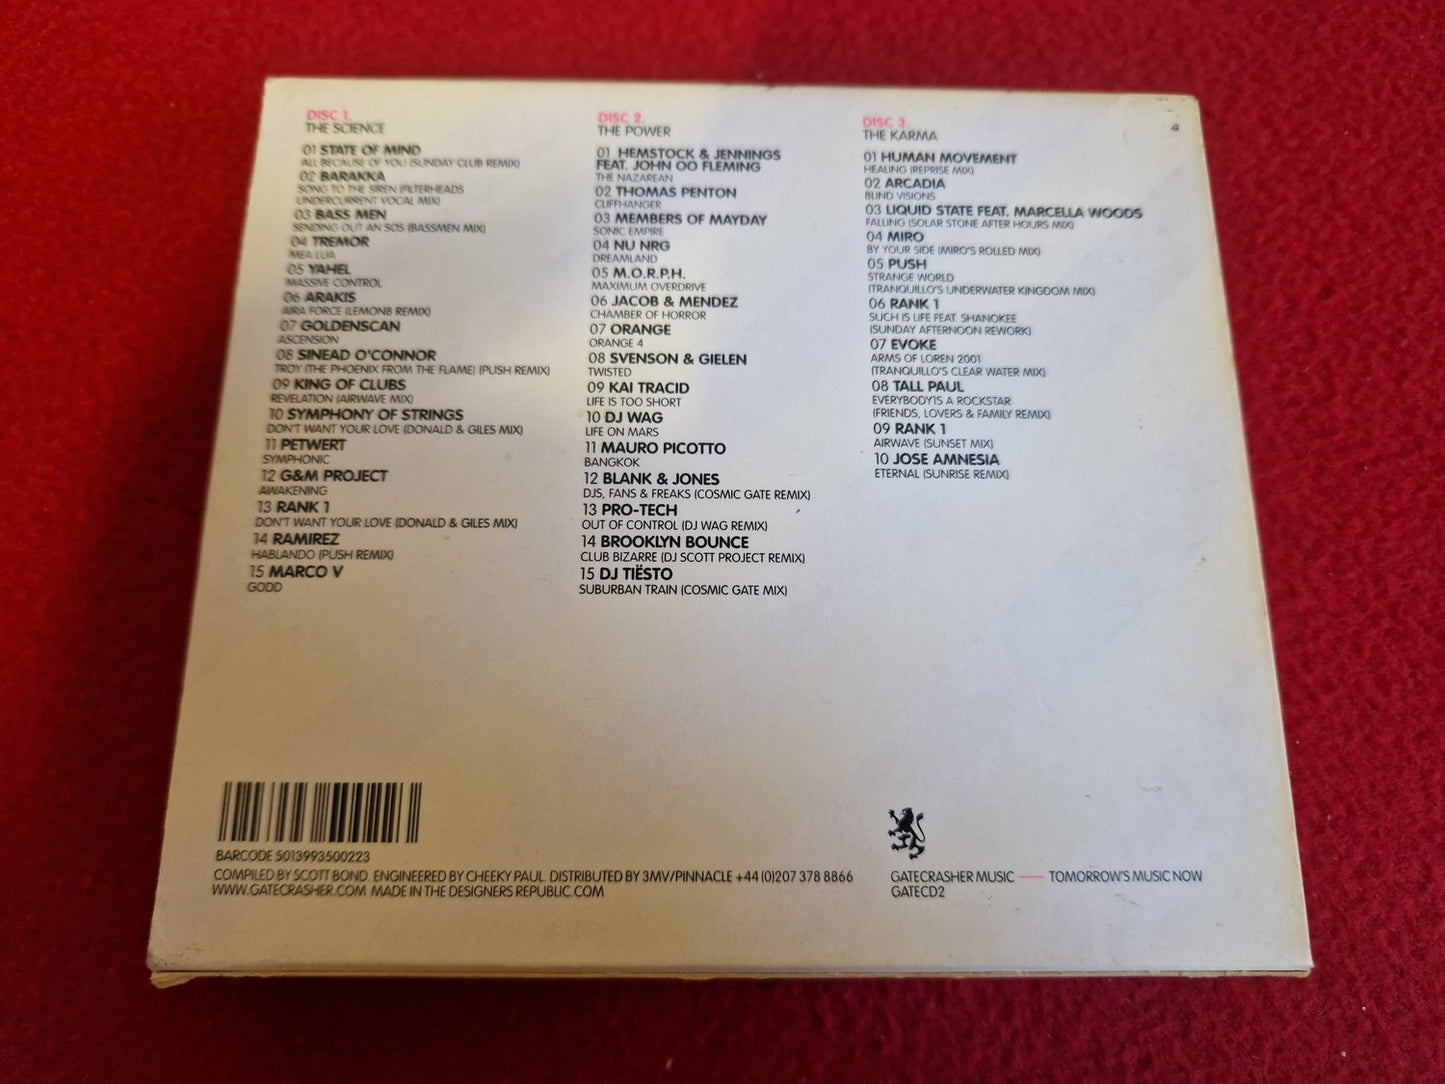 DISC 1.
THE SCIENCE
01 STATE OF MIND
ALL BECAUSE OF YOU (SUNDAY CLUB REMIX)
02 BARAKKA
SONG TO THE SIREN (FILTERHEADS
UNDERCURRENT VOCAL MIX)
03 BASS MEN
SENDING OUT AN SOS (BASSMEN MIX)
04 TREMOR
MEA LUA
05 YAHEL
MASSIVE CONTROL
06 ARAKIS
AIRA FORCE (LEMON8 REMIX)
07 GOLDENSCAN
ASCENSION
08 SINEAD O'CONNOR
TROY (THE PHOENIX FROM THE FLAME) (PUSH REMIX)
09 KING OF CLUBS
REVELATION (AIRWAVE MIX)
10 SYMPHONY OF STRINGS
DON'T WANT YOUR LOVE (DONALD & GILES MIX)
11 PETWERT
SYMPHONIC
12 G&M PROJECT
AWAKENING
13 RANK 1
DON'T WANT YOUR LOVE (DONALD & GILES MIX)
14 RAMIREZ
HABLANDO (PUSH REMIX)
15 MARCO V
GODD
DISC 2.
THE POWER
01 HEMSTOCK & JENNINGS
FEAT. JOHN OO FLEMING
THE NAZAREAN
02 THOMAS PENTON
CLIFFHANGER
03 MEMBERS OF MAYDAY
SONIC EMPIRE
04 NU NRG
DREAMLAND
05 M.O.R.P.H.
MAXIMUM OVERDRIVE
06 JACOB & MENDEZ
CHAMBER OF HORROR
07 ORANGE
ORANGE 4
08 SVENSON & GIELEN
TWISTED
09 KAI TRACID
LIFE IS TOO SHORT
10 DJ WAG
LIFE ON MARS
11 MAURO PICOTTO
BANGKOK
12 BLANK & JONES
DJS, FANS & FREAKS (COSMIC GATE REMIX)
13 PRO-TECH
OUT OF CONTROL (DJ WAG REMIX)
14 BROOKLYN BOUNCE
CLUB BIZARRE (DJ SCOTT PROJECT REMIX)
15 DJ TIËSTO
SUBURBAN TRAIN (COSMIC GATE MIX)
DISC 3.
THE KARMA
01 HUMAN MOVEMENT
HEALING (REPRISE MIX)
02 ARCADIA
BLIND VISIONS
03 LIQUID STATE FEAT. MARCELLA WOODS
FALLING (SOLAR STONE AFTER HOURS MIX)
04 MIRO
BY YOUR SIDE (MIRO'S ROLLED MIX)
05 PUSH
STRANGE WORLD
(TRANQUILLO'S UNDERWATER KINGDOM MIX)
06 RANK 1
SUCH IS LIFE FEAT. SHANOKEE
(SUNDAY AFTERNOON REWORK)
07 EVOKE
ARMS OF LOREN 2001
(TRANQUILLO'S CLEAR WATER MIX)
08 TALL PAUL
EVERYBODY'S A ROCKSTAR
(FRIENDS, LOVERS & FAMILY REMIX)
09 RANK 1
AIRWAVE (SUNSET MIX)
10 JOSE AMNESIA
ETERNAL (SUNRISE REMIX)
BARCODE 5013993500223
COMPILED BY SCOTT BOND. ENGINEERED BY CHEEKY PAUL. DISTRIBUTED BY 3MV/PINNACLE +44 (0)207 378 8866
WWW.GATECRASHER.COM MADE IN THE DESIGNERS REPUBLIC.COM
GATECRASHER MUSIC — TOMORROW'S MUSIC NOW
GATECD2